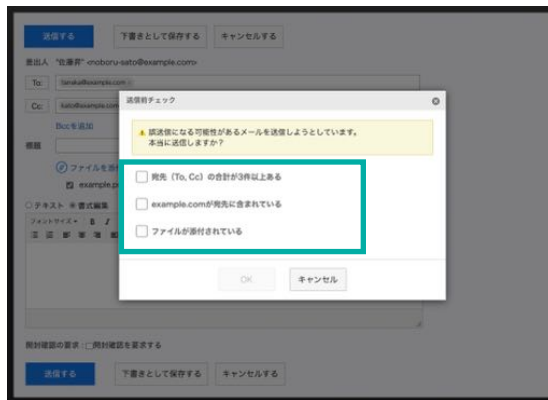 送信する 下書きとして保存する キャンセルする
差出人 "佐藤昇" <noboru-sato@example.com>
To: tanaka@example.com
Cc: kato@example.com
Bccを追加
標題
ファイルを添
example.p
テキスト 書式編集
フォントサイズ B I
送信前チェック
誤送信になる可能性があるメールを送信しようとしています。
本当に送信しますか？
宛先（To, Cc）の合計が3件以上ある
example.comが宛先に含まれている
ファイルが添付されている
OK キャンセル
開封確認の要求：開封確認を要求する
送信する 下書きとして保存する キャンセルする